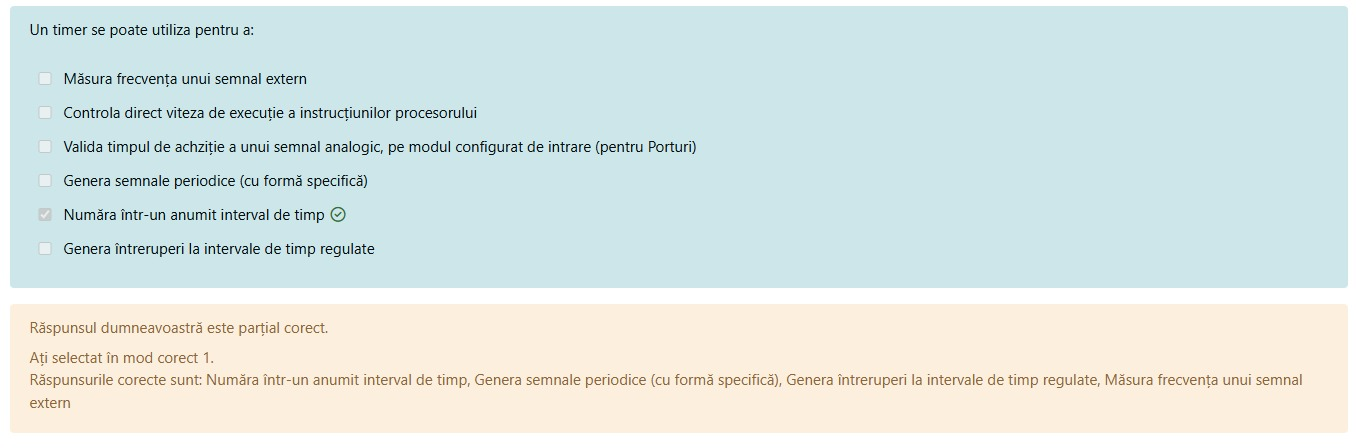 Un timer se poate utiliza pentru a:
Măsura frecvența unui semnal extern
Controla direct viteza de execuție a instrucțiunilor procesorului
Valida timpul de achziție a unui semnal analogic, pe modul configurat de intrare (pentru Porturi)
Genera semnale periodice (cu formă specifică)
Număra într-un anumit interval de timp
Genera întreruperi la intervale de timp regulate
Răspunsul dumneavoastră este parțial corect.
Ați selectat în mod corect 1.
Răspunsurile corecte sunt: Număra într-un anumit interval de timp, Genera semnale periodice (cu formă specifică), Genera întreruperi la intervale de timp regulate, Măsura frecvența unui semnal
extern